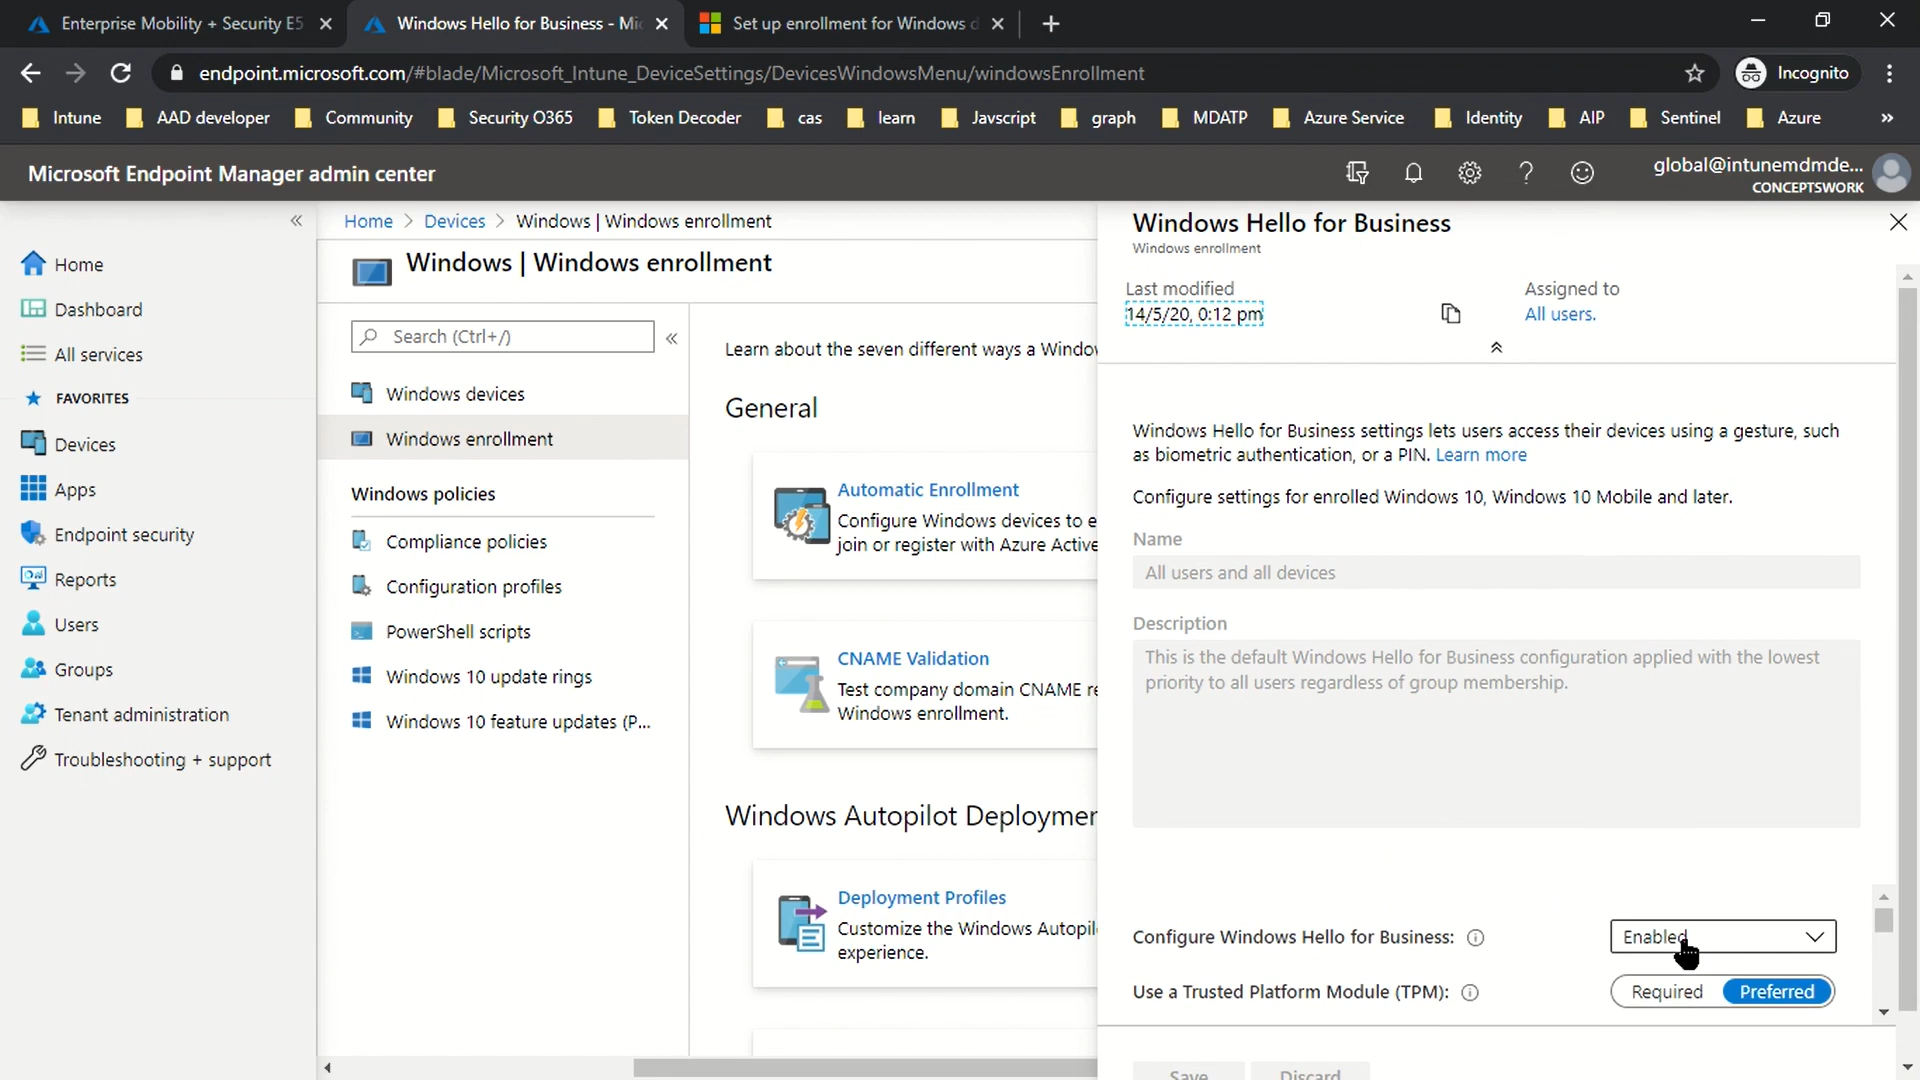 Enterprise Mobility + Security E5
Windows Hello for Business - Mic
Set up enrollment for Windows d
endpoint.microsoft.com/#blade/Microsoft_Intune_DeviceSettings/DevicesWindowsMenu/windowsEnrollment
Incognito
Intune
AAD developer
Community
Security O365
Token Decoder
cas
learn
Javscript
graph
MDATP
Azure Service
Identity
AIP
Sentinel
Azure
Microsoft Endpoint Manager admin center
global@intunemdmde...
CONCEPTSWORK
Home
Dashboard
All services
FAVORITES
Devices
Apps
Endpoint security
Reports
Users
Groups
Tenant administration
Troubleshooting + support
Home > Devices > Windows | Windows enrollment
Windows | Windows enrollment
Search (Ctrl+/)
Windows devices
Windows enrollment
Windows policies
Compliance policies
Configuration profiles
PowerShell scripts
Windows 10 update rings
Windows 10 feature updates (P...
Learn about the seven different ways a Window
General
Automatic Enrollment
Configure Windows devices to e
join or register with Azure Active
CNAME Validation
Test company domain CNAME re
Windows enrollment.
Windows Autopilot Deploymen
Deployment Profiles
Customize the Windows Autopil
experience.
Windows Hello for Business
Windows enrollment
Last modified
14/5/20, 0:12 pm
Assigned to
All users.
Windows Hello for Business settings lets users access their devices using a gesture, such
as biometric authentication, or a PIN. Learn more
Configure settings for enrolled Windows 10, Windows 10 Mobile and later.
Name
All users and all devices
Description
This is the default Windows Hello for Business configuration applied with the lowest
priority to all users regardless of group membership.
Configure Windows Hello for Business:
Enabled
Use a Trusted Platform Module (TPM):
Required
Preferred
Save
Discard